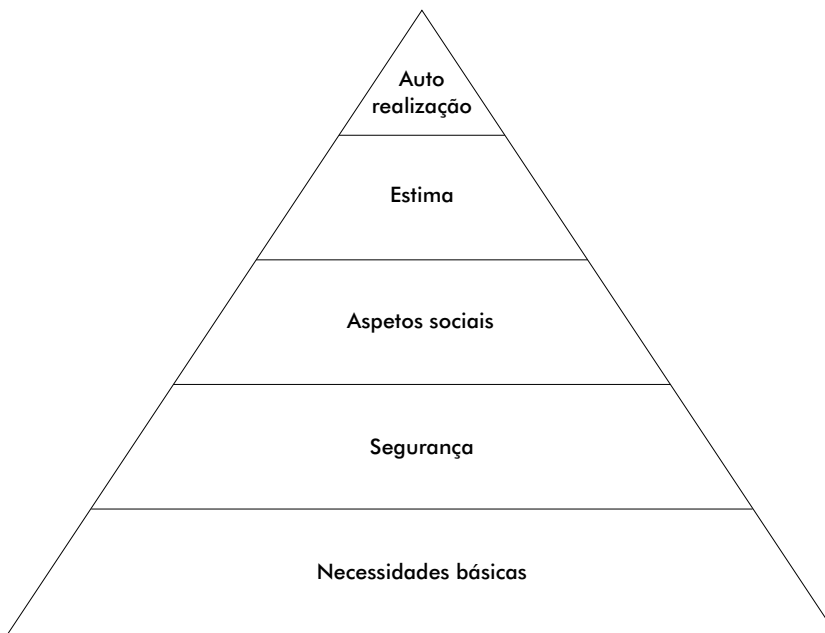 Auto
realização
Estima
Aspetos sociais
Segurança
Necessidades básicas